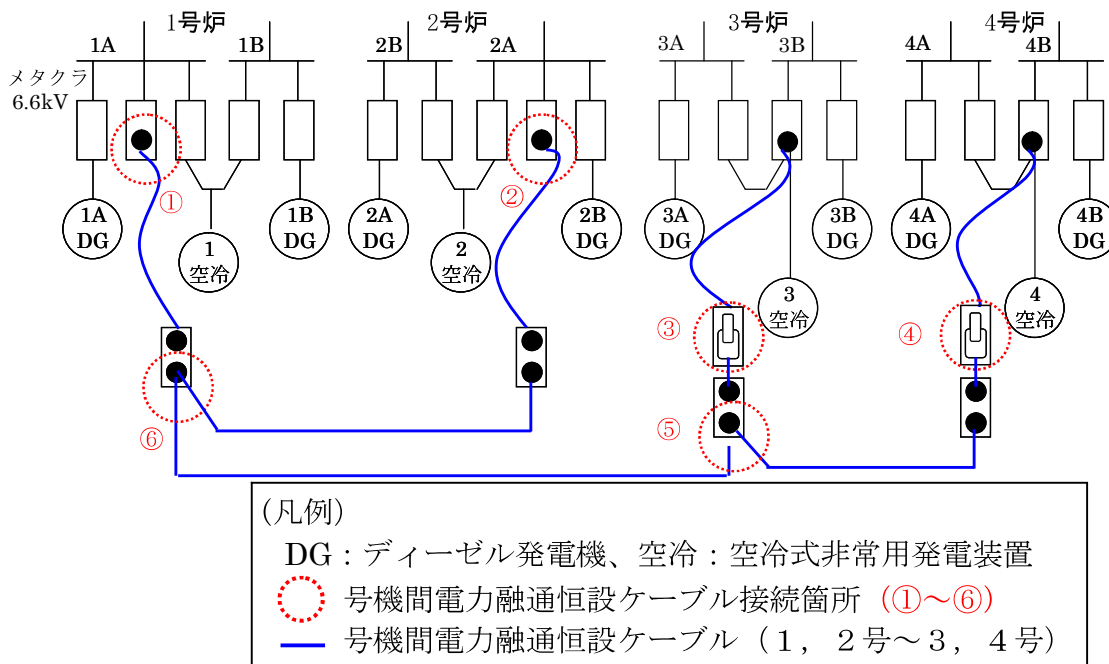 1号炉 2号炉 3号炉 4号炉
1A 1B 2B 2A 3A 3B 4A 4B
メタクラ
6.6kV
① ②
1A
DG
1
空冷
1B
DG
2A
DG
2
空冷
2B
DG
3A
DG
3
空冷
3B
DG
4A
DG
4
空冷
4B
DG
③ ④
⑥ ⑤
(凡例)
DG：ディーゼル発電機、空冷：空冷式非常用発電装置
号機間電力融通恒設ケーブル接続箇所（①～⑥）
号機間電力融通恒設ケーブル（１，２号～３，４号）